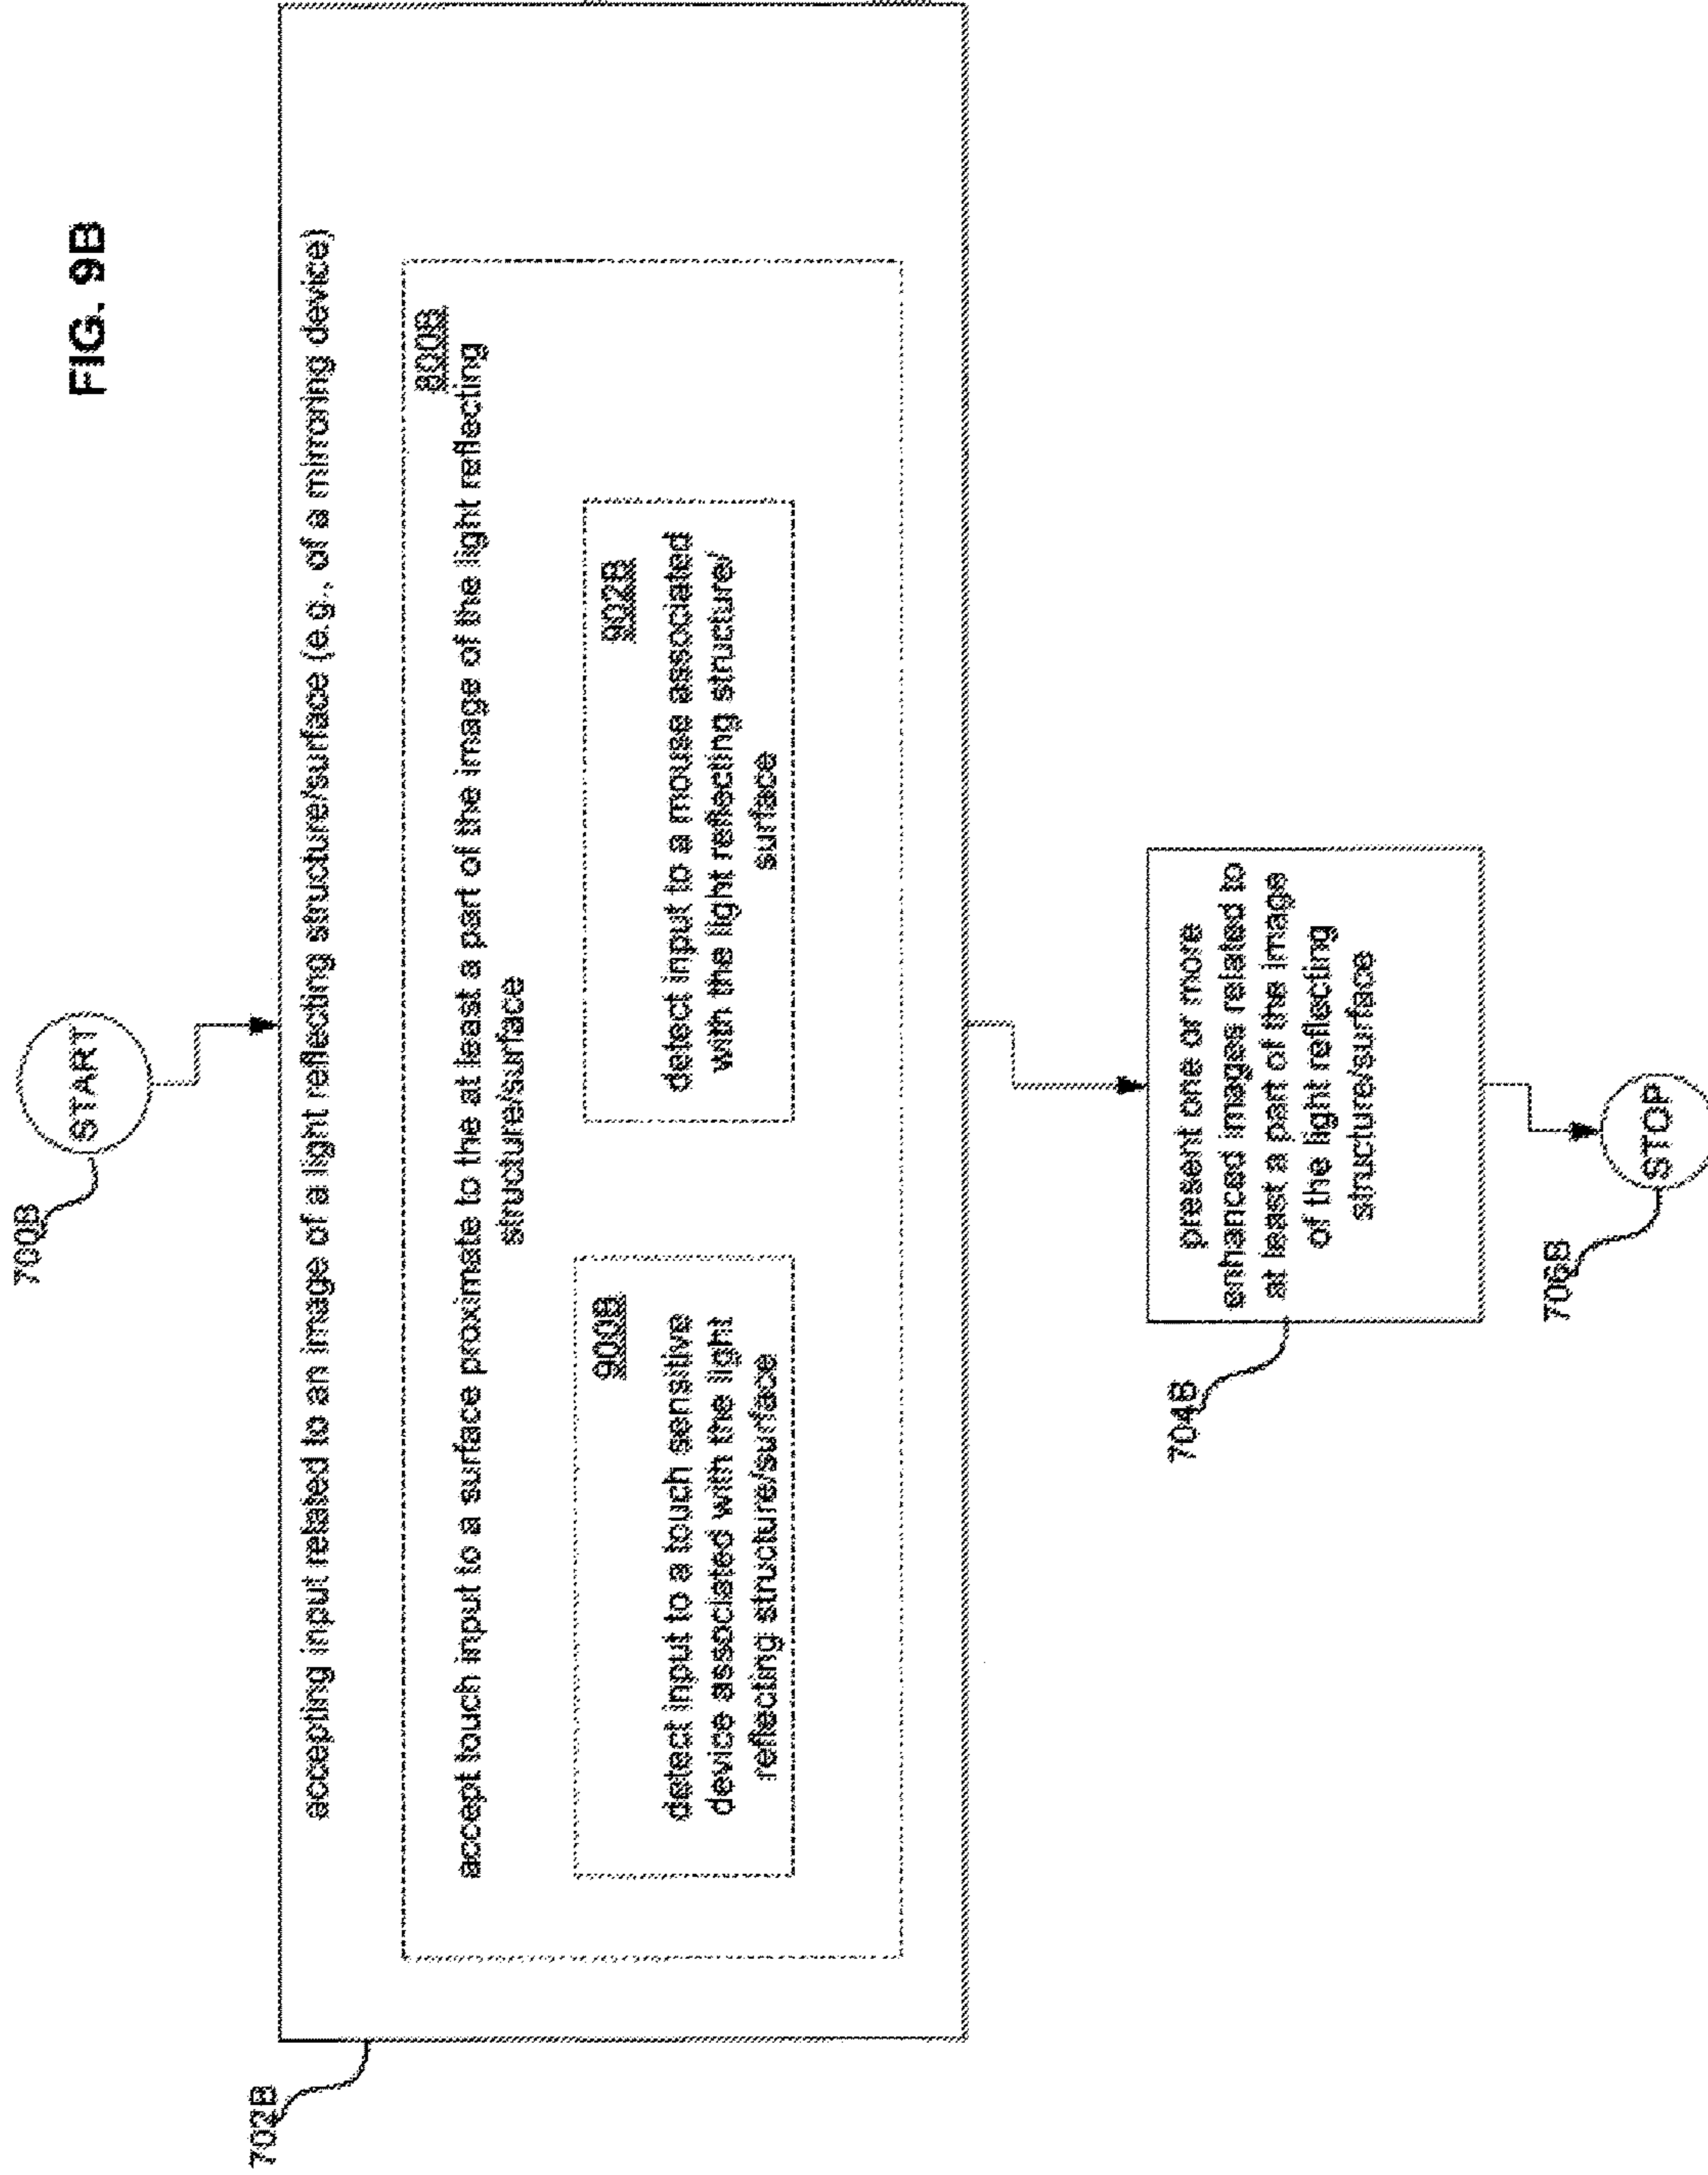 FIG. 9B
700B
START
702B
accepting input related to an image of a light reflecting structure/surface (e.g., of a mirroring device)
800B
accept touch input to a surface proximate to the at least a part of the image of the light reflecting
structure/surface
900B
detect input to a touch sensitive
device associated with the light
reflecting structure/surface
902B
detect input to a mouse associated
with the light reflecting structure/
surface
704B
present one or more
enhanced images related to
at least a part of the image
of the light reflecting
structure/surface
706B
STOP